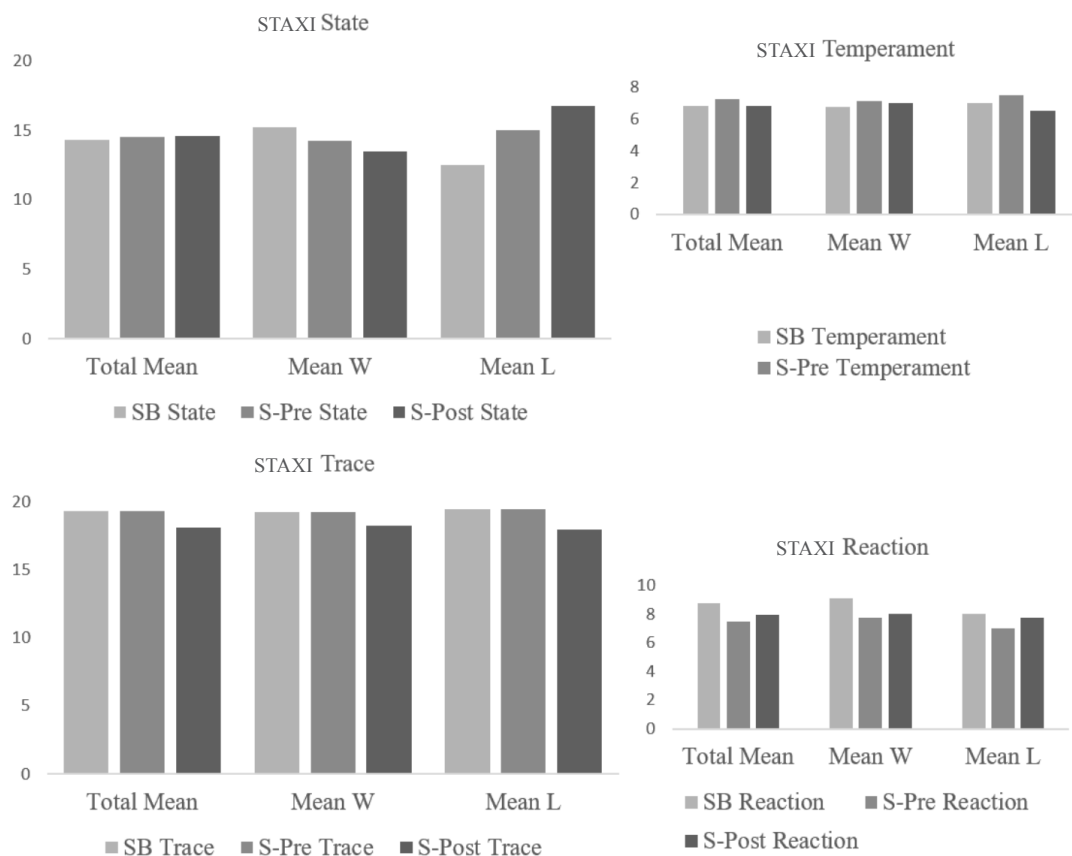 STAXI State
20
15
10
5
0
Total Mean Mean W Mean L
SB State S-Pre State S-Post State
STAXI Temperament
8
6
4
2
0
Total Mean Mean W Mean L
SB Temperament
S-Pre Temperament
STAXI Trace
20
15
10
5
0
Total Mean Mean W Mean L
SB Trace S-Pre Trace S-Post Trace
STAXI Reaction
10
8
6
4
2
0
Total Mean Mean W Mean L
SB Reaction S-Pre Reaction
S-Post Reaction